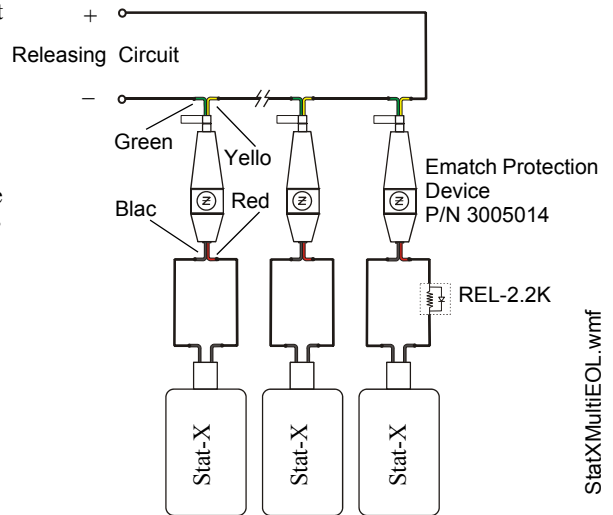 t
+
Releasing Circuit
−
Green
Yello
Ematch Protection
Device
P/N 3005014
e
Blac
Red
REL-2.2K
Stat-X
Stat-X
Stat-X
StatXMultiEOL.wmf